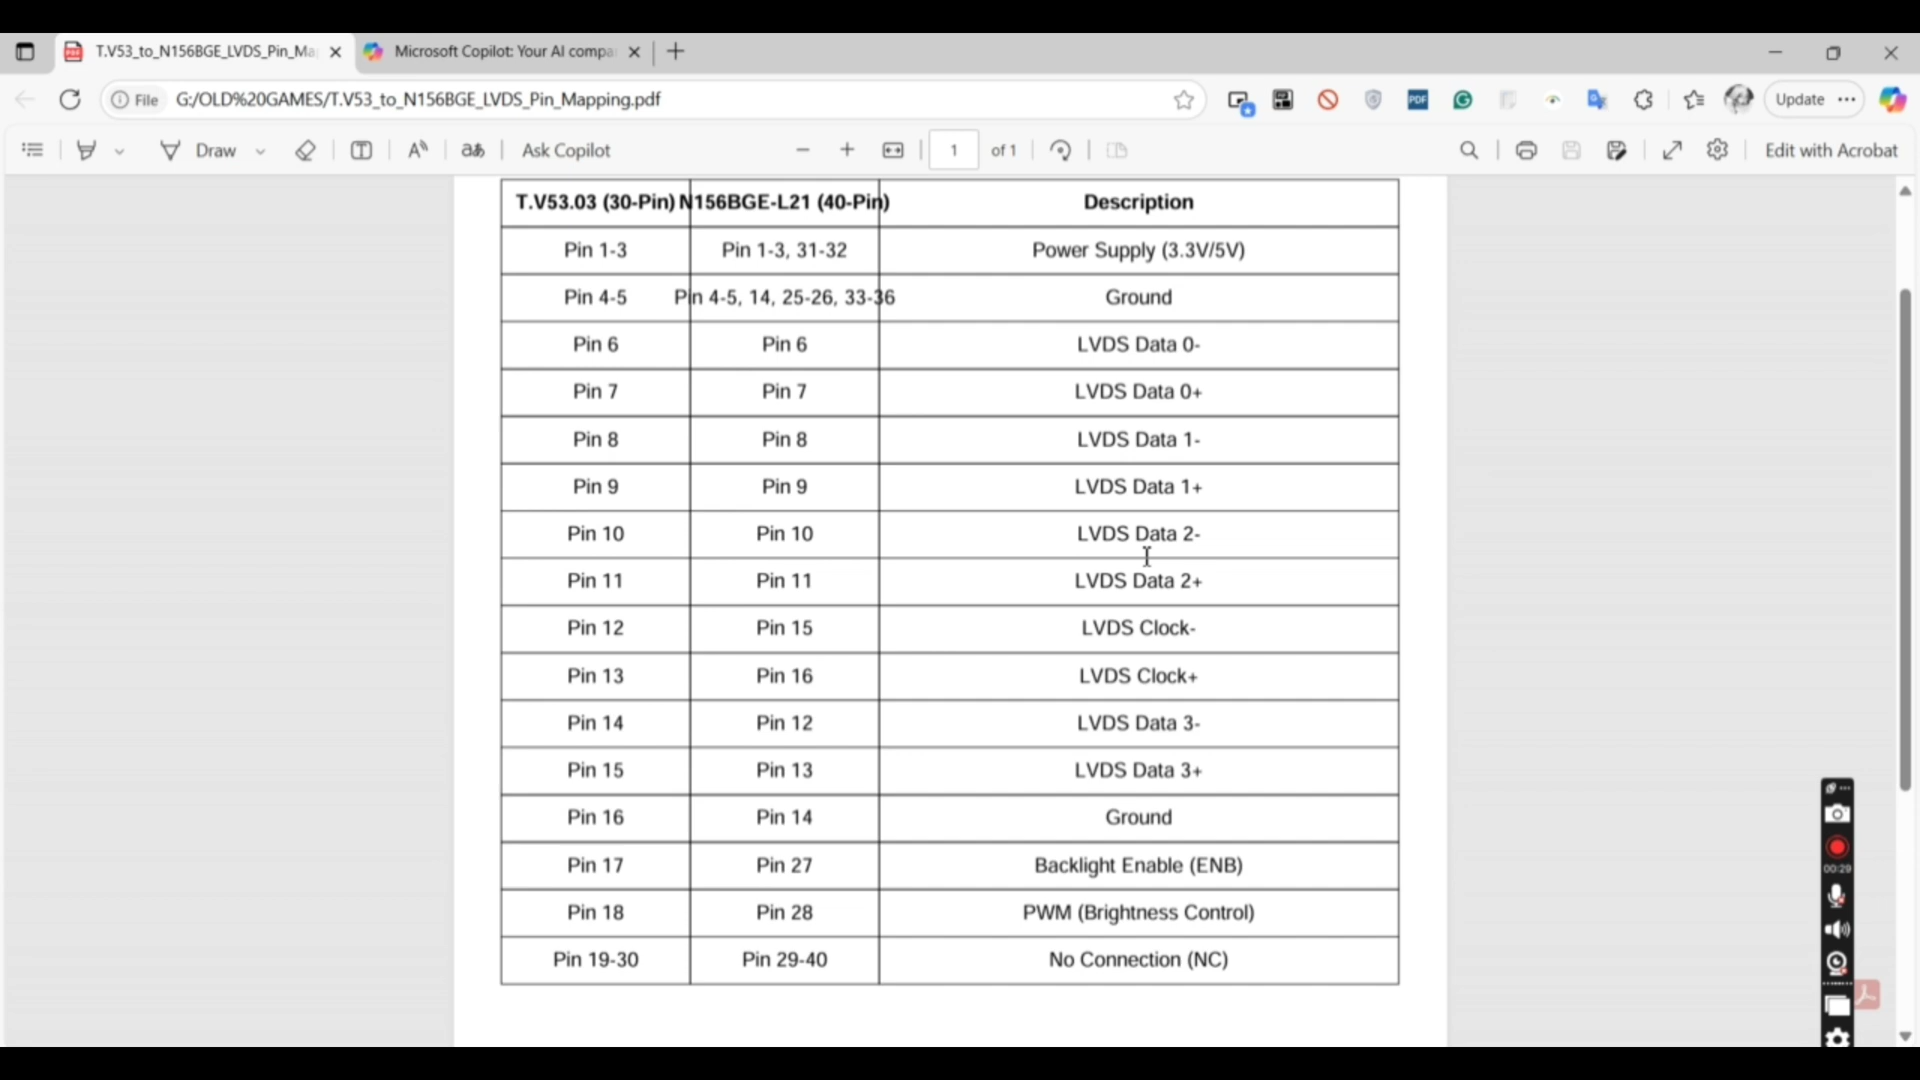 T.V53_to_N156BGE_LVDS_Pin_Ma
Microsoft Copilot: Your AI compa
File G:/OLD%20GAMES/T.V53_to_N156BGE_LVDS_Pin_Mapping.pdf
PDF
Update
Draw
aあ
Ask Copilot
1 of 1
Edit with Acrobat
T.V53.03 (30-Pin) N156BGE-L21 (40-Pin) Description
Pin 1-3 Pin 1-3, 31-32 Power Supply (3.3V/5V)
Pin 4-5 Pin 4-5, 14, 25-26, 33-36 Ground
Pin 6 Pin 6 LVDS Data 0-
Pin 7 Pin 7 LVDS Data 0+
Pin 8 Pin 8 LVDS Data 1-
Pin 9 Pin 9 LVDS Data 1+
Pin 10 Pin 10 LVDS Data 2-
Pin 11 Pin 11 LVDS Data 2+
Pin 12 Pin 15 LVDS Clock-
Pin 13 Pin 16 LVDS Clock+
Pin 14 Pin 12 LVDS Data 3-
Pin 15 Pin 13 LVDS Data 3+
Pin 16 Pin 14 Ground
Pin 17 Pin 27 Backlight Enable (ENB)
Pin 18 Pin 28 PWM (Brightness Control)
Pin 19-30 Pin 29-40 No Connection (NC)
00:29